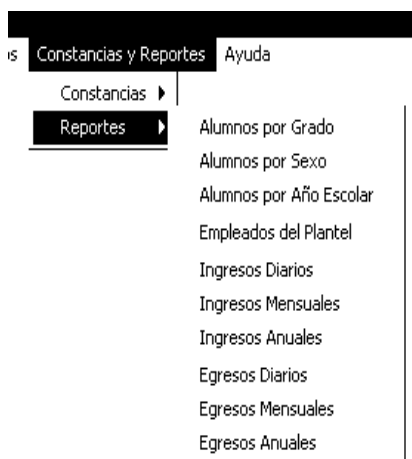 s Constancias y Reportes Ayuda
Constancias
Reportes
Alumnos por Grado
Alumnos por Sexo
Alumnos por Año Escolar
Empleados del Plantel
Ingresos Diarios
Ingresos Mensuales
Ingresos Anuales
Egresos Diarios
Egresos Mensuales
Egresos Anuales